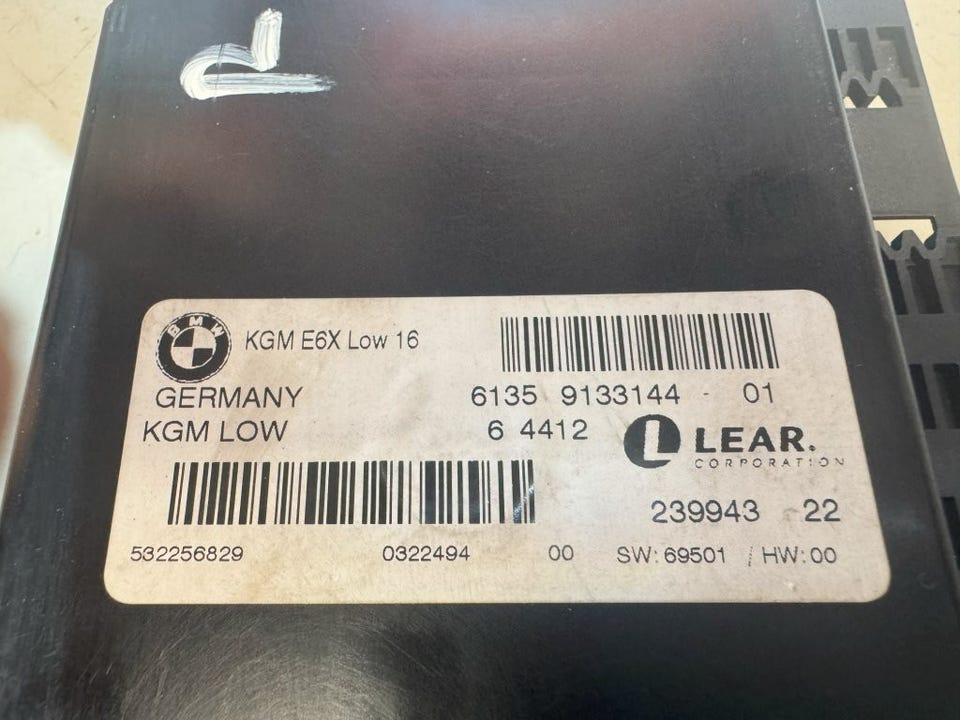 P
BMW
KGM E6X Low 16
GERMANY 6135 9133144 - 01
KGM LOW 6 4412
L LEAR.
CORPORATION
239943 22
532256829 0322494 00 SW: 69501 / HW: 00